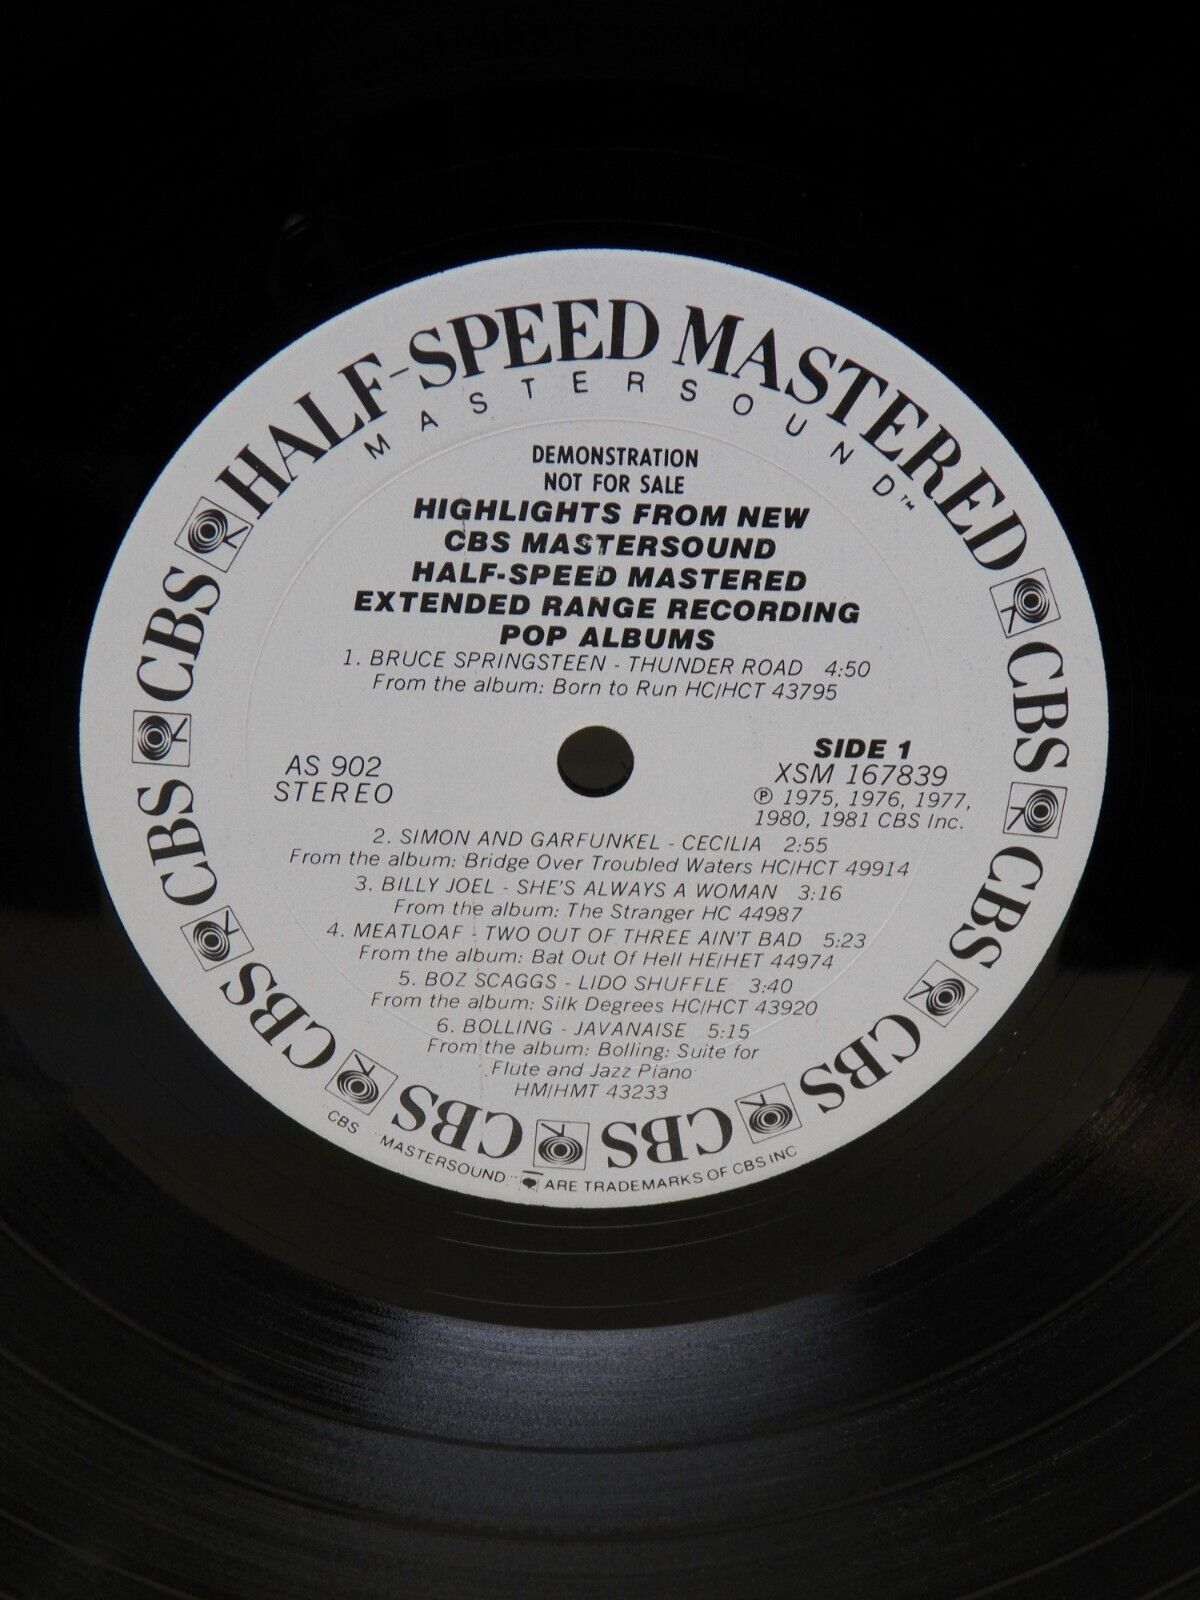 HALF-SPEED MASTERED
MASTERSOUND™
DEMONSTRATION
NOT FOR SALE
HIGHLIGHTS FROM NEW
CBS MASTERSOUND
HALF-SPEED MASTERED
EXTENDED RANGE RECORDING
POP ALBUMS
1. BRUCE SPRINGSTEEN - THUNDER ROAD 4:50
From the album: Born to Run HC/HCT 43795
AS 902
STEREO
SIDE 1
XSM 167839
℗ 1975, 1976, 1977,
1980, 1981 CBS Inc.
2. SIMON AND GARFUNKEL - CECILIA 2:55
From the album: Bridge Over Troubled Waters HC/HCT 49914
3. BILLY JOEL - SHE'S ALWAYS A WOMAN 3:16
From the album: The Stranger HC 44987
4. MEATLOAF - TWO OUT OF THREE AIN'T BAD 5:23
From the album: Bat Out Of Hell HE/HET 44974
5. BOZ SCAGGS - LIDO SHUFFLE 3:40
From the album: Silk Degrees HC/HCT 43920
6. BOLLING - JAVANAISE 5:15
From the album: Bolling: Suite for
Flute and Jazz Piano
HM/HMT 43233
CBS CBS CBS CBS CBS CBS CBS CBS CBS
CBS MASTERSOUND ARE TRADEMARKS OF CBS INC